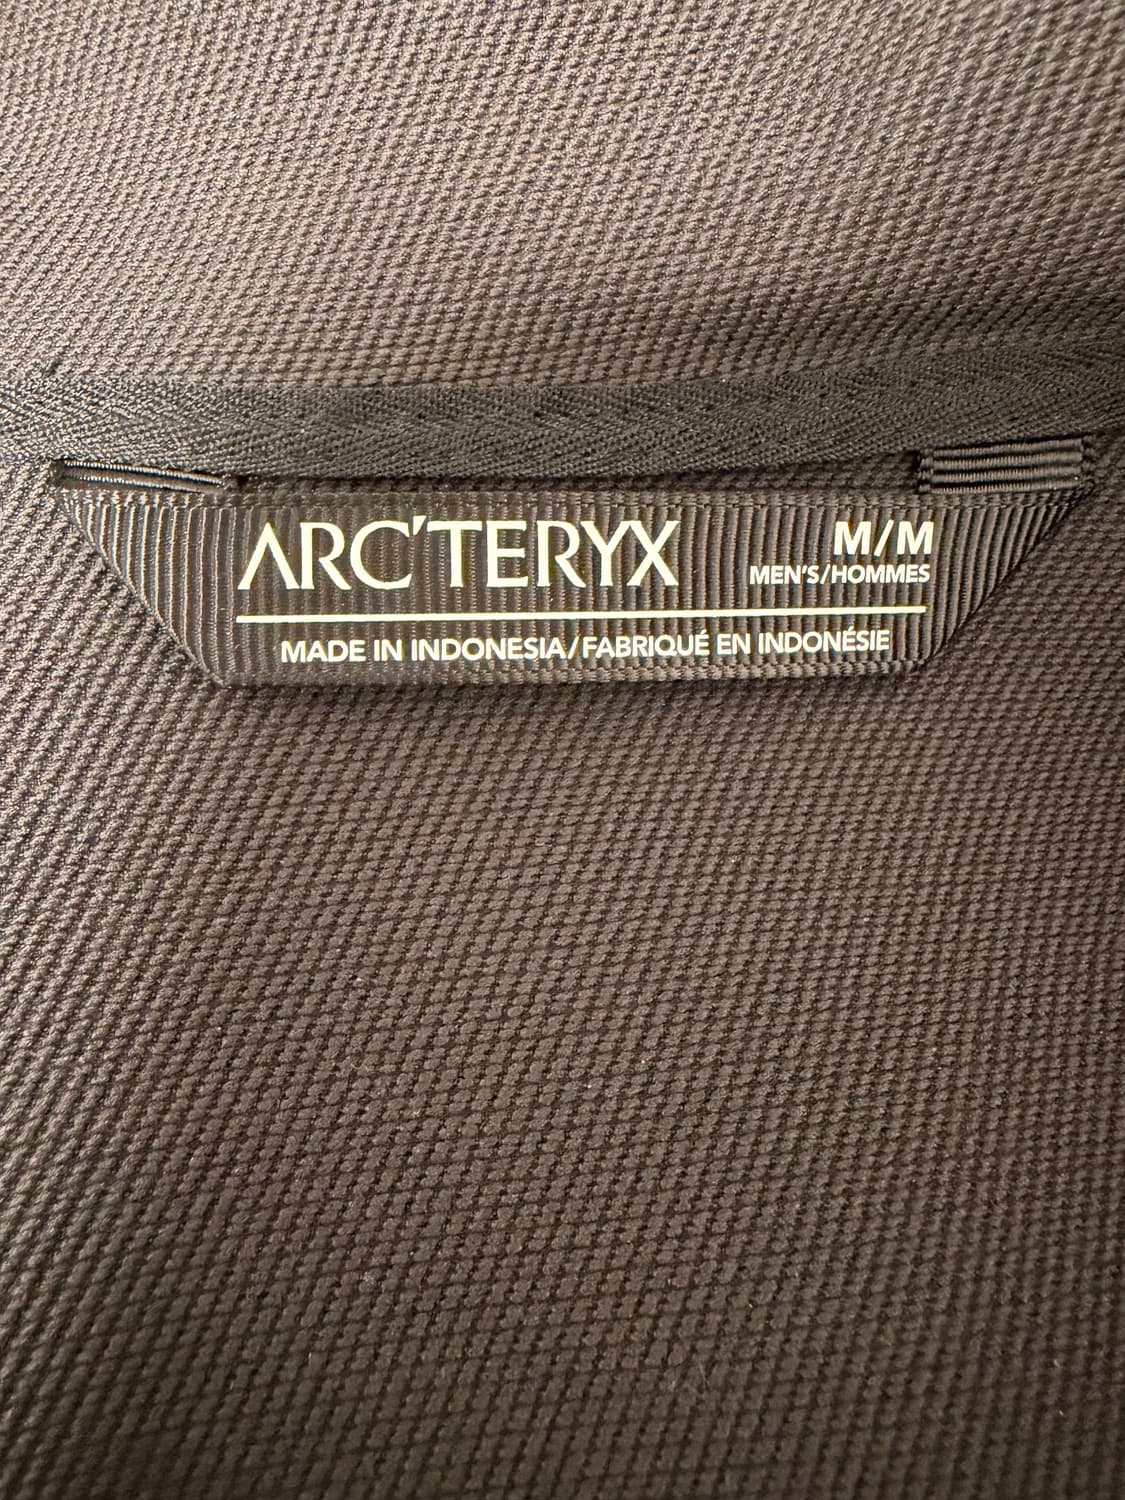 ARC'TERYX M/M
MEN'S/HOMMES
MADE IN INDONESIA/FABRIQUÉ EN INDONÉSIE